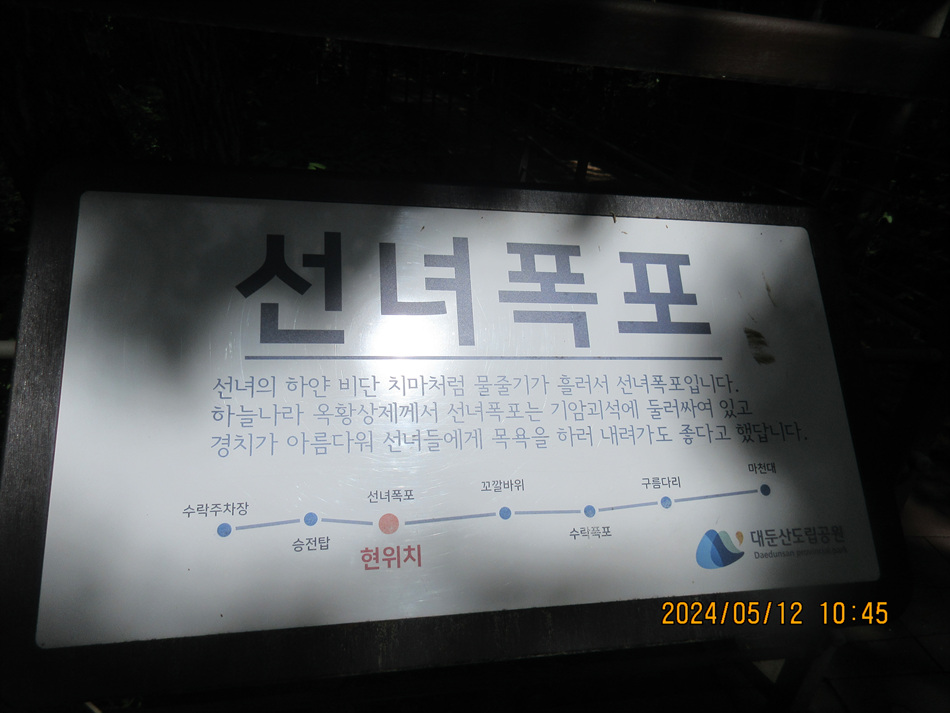 선녀폭포
선녀의 하얀 비단 치마처럼 물줄기가 흘러서 선녀폭포입니다.
하늘나라 옥황상제께서 선녀폭포는 기암괴석에 둘러싸여 있고
경치가 아름다워 선녀들에게 목욕을 하러 내려가도 좋다고 했답니다.
수락주차장
승전탑
선녀폭포
현위치
꼬깔바위
수락폭포
구름다리
마천대
대둔산도립공원
Daedunsan provincial park
2024/05/12 10:45